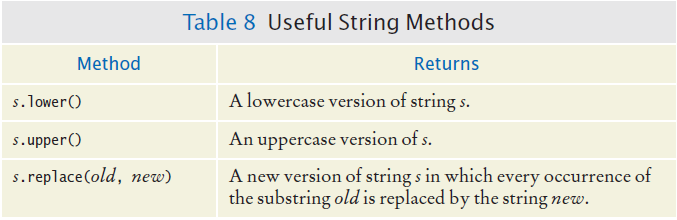 Table 8 Useful String Methods
Method Returns
s.lower() A lowercase version of string s.
s.upper() An uppercase version of s.
s.replace(old, new) A new version of string s in which every occurrence of
the substring old is replaced by the string new.